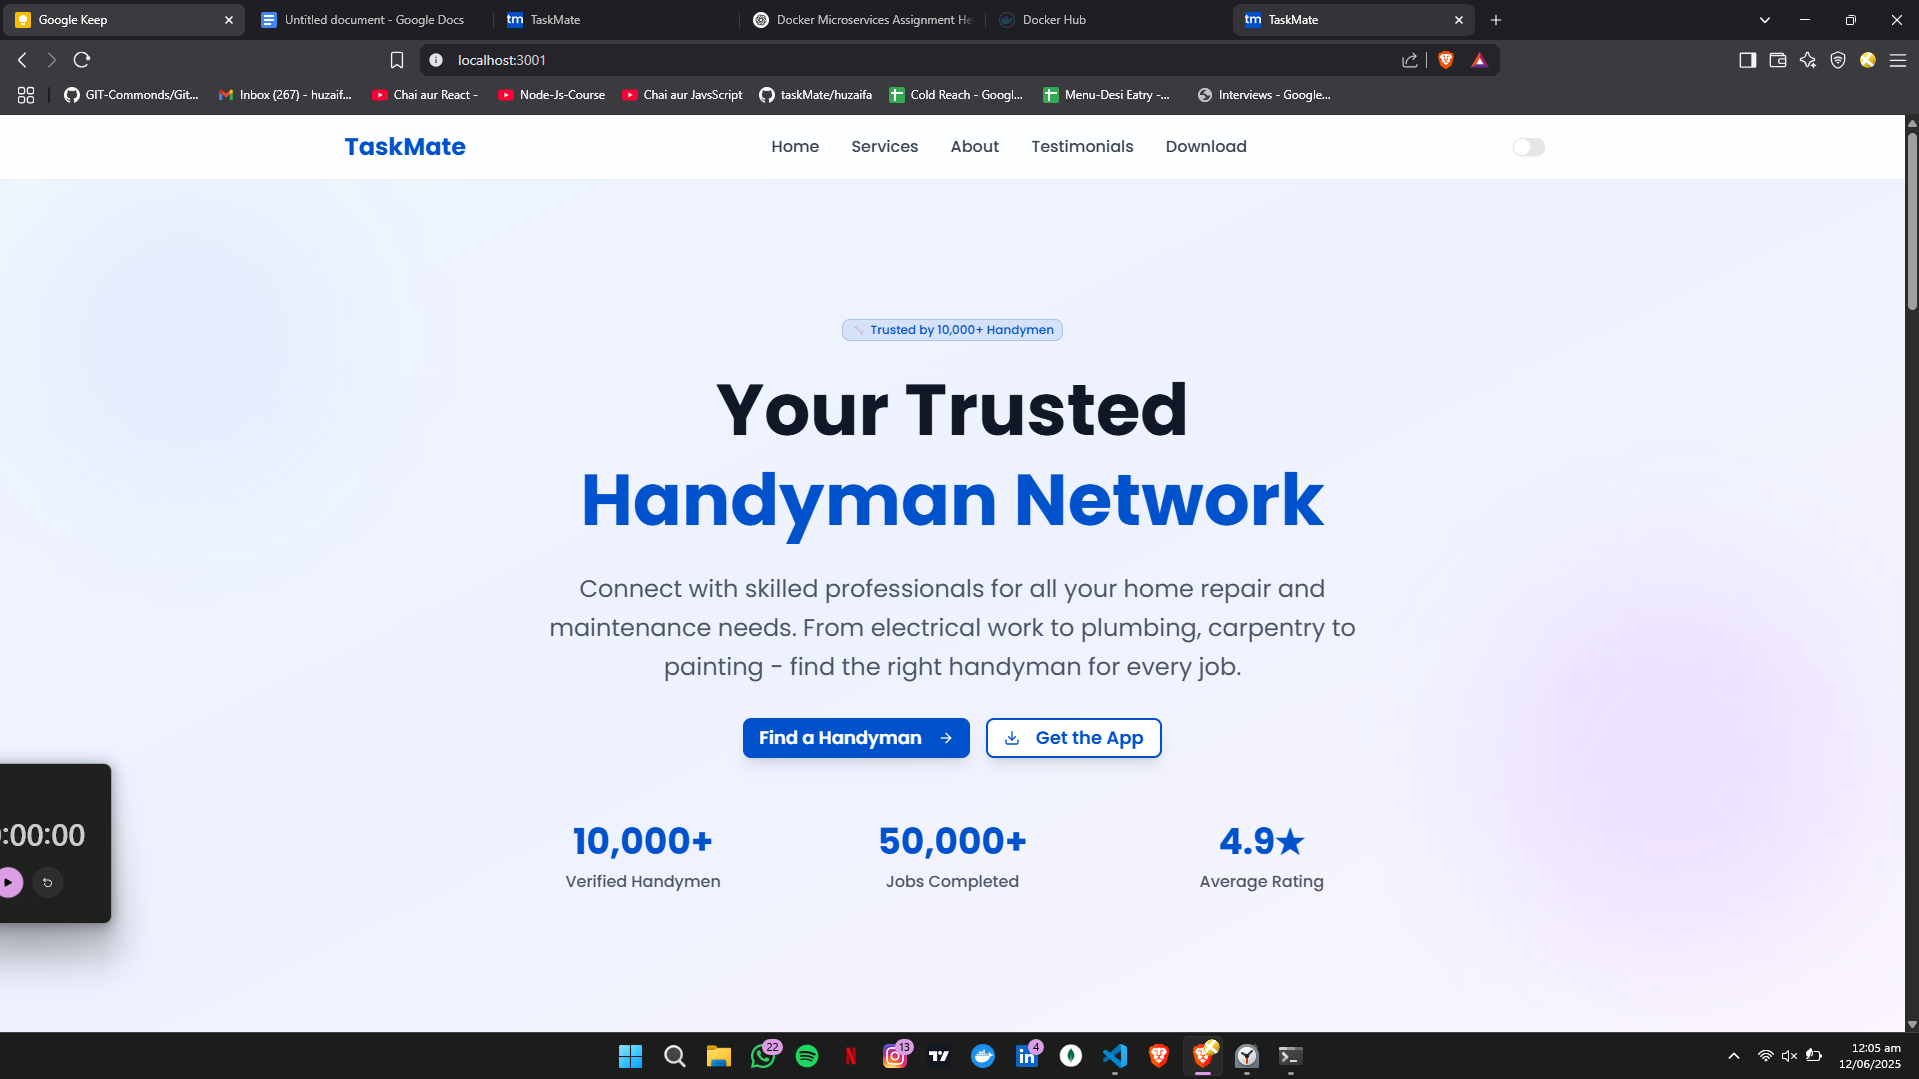 Google Keep
Untitled document - Google Docs
TaskMate
Docker Microservices Assignment He
Docker Hub
TaskMate
localhost:3001
GIT-Commonds/Git...
Inbox (267) - huzaif...
Chai aur React -
Node-Js-Course
Chai aur JavsScript
taskMate/huzaifa
Cold Reach - Googl...
Menu-Desi Eatry -...
Interviews - Google...
TaskMate
Home
Services
About
Testimonials
Download
Trusted by 10,000+ Handymen
Your Trusted
Handyman Network
Connect with skilled professionals for all your home repair and
maintenance needs. From electrical work to plumbing, carpentry to
painting - find the right handyman for every job.
Find a Handyman
Get the App
10,000+
50,000+
4.9★
Verified Handymen
Jobs Completed
Average Rating
:00:00
22
13
4
12:05 am
12/06/2025